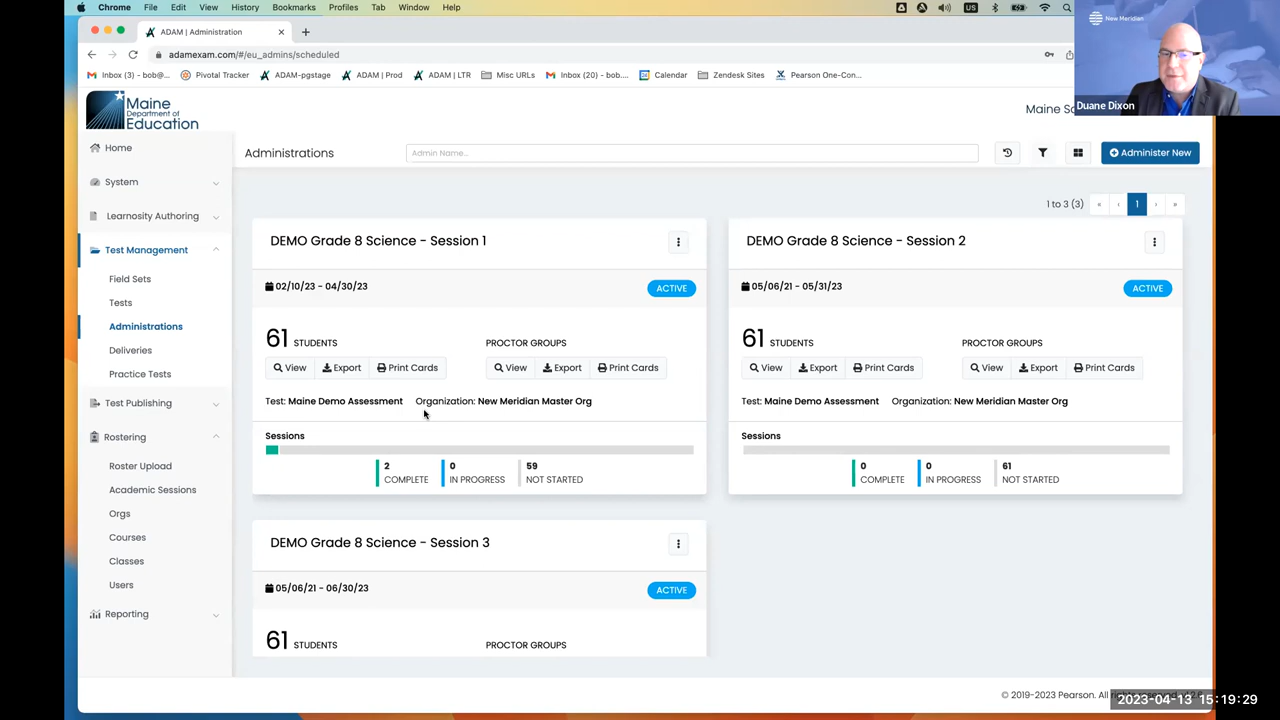 Chrome File Edit View History Bookmarks Profiles Tab Window Help US
New Meridian
Duane Dixon
ADAM | Administration
adamexam.com/#/eu_admins/scheduled
Inbox (3) - bob@... Pivotal Tracker ADAM-pgstage ADAM | Prod ADAM | LTR Misc URLs Inbox (20) - bob.... Calendar Zendesk Sites Pearson One-Con...
Maine
Department of
Education
Maine Sc
Home
System
Learnosity Authoring
Test Management
Field Sets
Tests
Administrations
Deliveries
Practice Tests
Test Publishing
Rostering
Roster Upload
Academic Sessions
Orgs
Courses
Classes
Users
Reporting
Administrations Admin Name... Administer New
1 to 3 (3) « ‹ 1 › »
DEMO Grade 8 Science - Session 1
02/10/23 - 04/30/23 ACTIVE
61 STUDENTS PROCTOR GROUPS
View Export Print Cards View Export Print Cards
Test: Maine Demo Assessment Organization: New Meridian Master Org
Sessions
2 0 59
COMPLETE IN PROGRESS NOT STARTED
DEMO Grade 8 Science - Session 2
05/06/21 - 05/31/23 ACTIVE
61 STUDENTS PROCTOR GROUPS
View Export Print Cards View Export Print Cards
Test: Maine Demo Assessment Organization: New Meridian Master Org
Sessions
0 0 61
COMPLETE IN PROGRESS NOT STARTED
DEMO Grade 8 Science - Session 3
05/06/21 - 06/30/23 ACTIVE
61 STUDENTS PROCTOR GROUPS
© 2019-2023 Pearson. All
2023-04-13 15:19:29